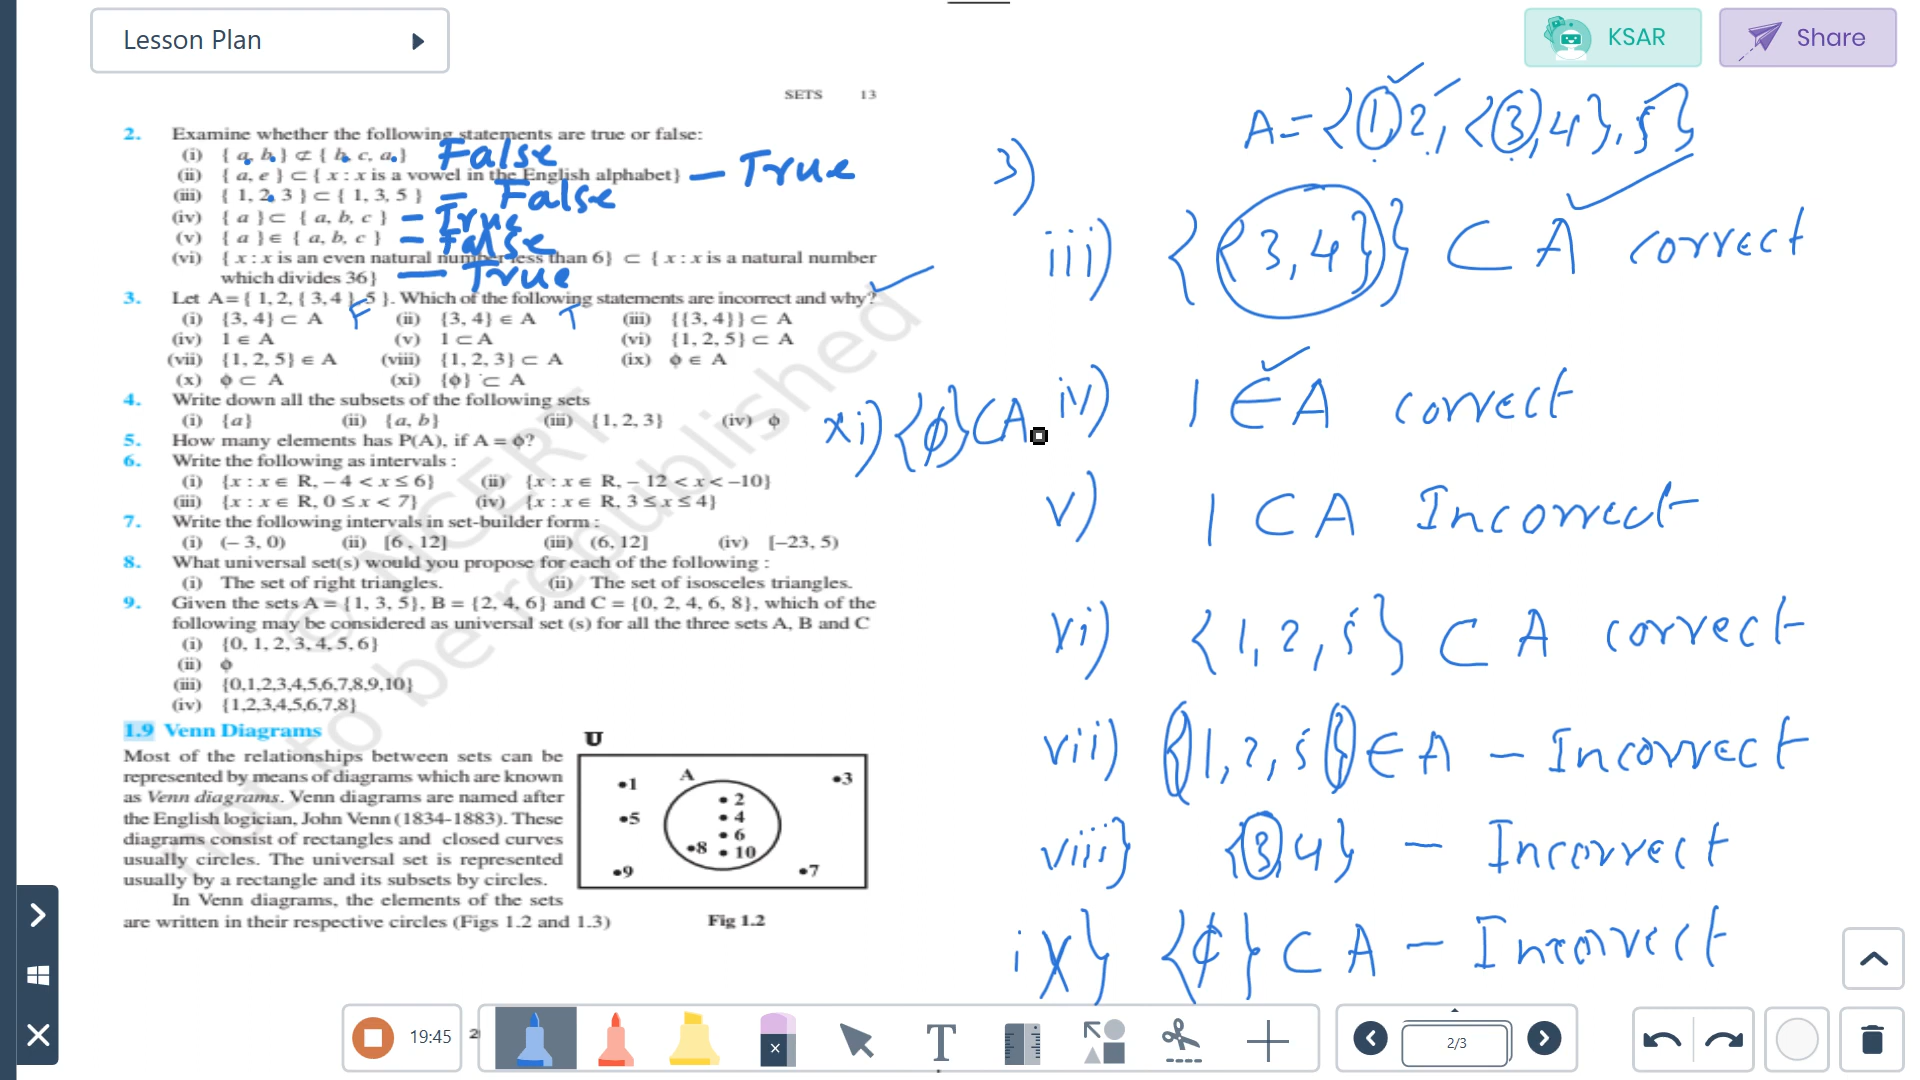 Lesson Plan
KSAR
Share
SETS 13
2. Examine whether the following statements are true or false:
(i) { a, b } ⊄ { b, c, a } False
(ii) { a, e } ⊂ { x : x is a vowel in the English alphabet} — True
(iii) { 1, 2, 3 } ⊂ { 1, 3, 5 } – False
(iv) { a } ⊂ { a, b, c } – True
(v) { a } ∈ { a, b, c } – False
(vi) { x : x is an even natural number less than 6} ⊂ { x : x is a natural number
which divides 36} — True
3. Let A = { 1, 2, { 3, 4 }, 5 }. Which of the following statements are incorrect and why?
(i) {3, 4} ⊂ A F (ii) {3, 4} ∈ A T (iii) {{3, 4}} ⊂ A
(iv) 1 ∈ A (v) 1 ⊂ A (vi) {1, 2, 5} ⊂ A
(vii) {1, 2, 5} ∈ A (viii) {1, 2, 3} ⊂ A (ix) ϕ ∈ A
(x) ϕ ⊂ A (xi) {ϕ} ⊂ A
4. Write down all the subsets of the following sets
(i) {a} (ii) {a, b} (iii) {1, 2, 3} (iv) ϕ
5. How many elements has P(A), if A = ϕ?
6. Write the following as intervals :
(i) {x : x ∈ R, – 4 < x ≤ 6} (ii) {x : x ∈ R, – 12 < x < –10}
(iii) {x : x ∈ R, 0 ≤ x < 7} (iv) {x : x ∈ R, 3 ≤ x ≤ 4}
7. Write the following intervals in set-builder form :
(i) (– 3, 0) (ii) [6 , 12] (iii) (6, 12] (iv) [–23, 5)
8. What universal set(s) would you propose for each of the following :
(i) The set of right triangles. (ii) The set of isosceles triangles.
9. Given the sets A = {1, 3, 5}, B = {2, 4, 6} and C = {0, 2, 4, 6, 8}, which of the
following may be considered as universal set (s) for all the three sets A, B and C
(i) {0, 1, 2, 3, 4, 5, 6}
(ii) ϕ
(iii) {0,1,2,3,4,5,6,7,8,9,10}
(iv) {1,2,3,4,5,6,7,8}
1.9 Venn Diagrams
Most of the relationships between sets can be
represented by means of diagrams which are known
as Venn diagrams. Venn diagrams are named after
the English logician, John Venn (1834-1883). These
diagrams consist of rectangles and closed curves
usually circles. The universal set is represented
usually by a rectangle and its subsets by circles.
In Venn diagrams, the elements of the sets
are written in their respective circles (Figs 1.2 and 1.3)
U
A
•1 •2 •3
•5 •4
•6
•8 •10
•9 •7
Fig 1.2
© NCERT
not to be republished
3) A = {1, 2, {3, 4}, 5}
iii) {{3, 4}} ⊂ A correct
iv) 1 ∈ A correct
xi) {ϕ} ⊂ A
v) 1 ⊂ A Incorrect
vi) {1, 2, 5} ⊂ A correct
vii) {1, 2, 5} ∈ A – Incorrect
viii} {3, 4} – Incorrect
ix} {ϕ} ⊂ A – Incorrect
19:45
2
T
2/3